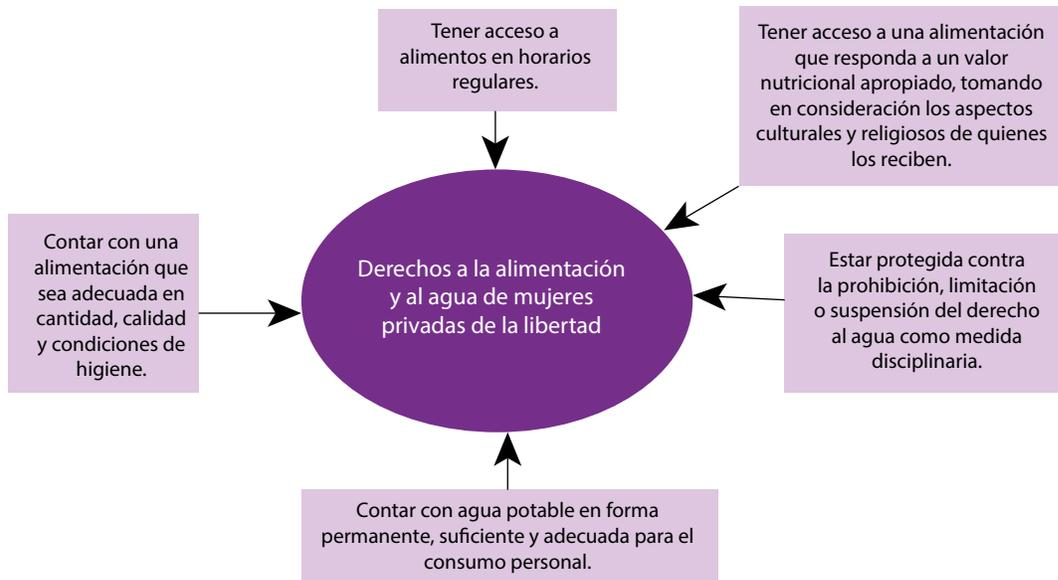 Tener acceso a
alimentos en horarios
regulares.
Tener acceso a una alimentación
que responda a un valor
nutricional apropiado, tomando
en consideración los aspectos
culturales y religiosos de quienes
los reciben.
Contar con una
alimentación que
sea adecuada en
cantidad, calidad
y condiciones de
higiene.
Derechos a la alimentación
y al agua de mujeres
privadas de la libertad
Estar protegida contra
la prohibición, limitación
o suspensión del derecho
al agua como medida
disciplinaria.
Contar con agua potable en forma
permanente, suficiente y adecuada para el
consumo personal.